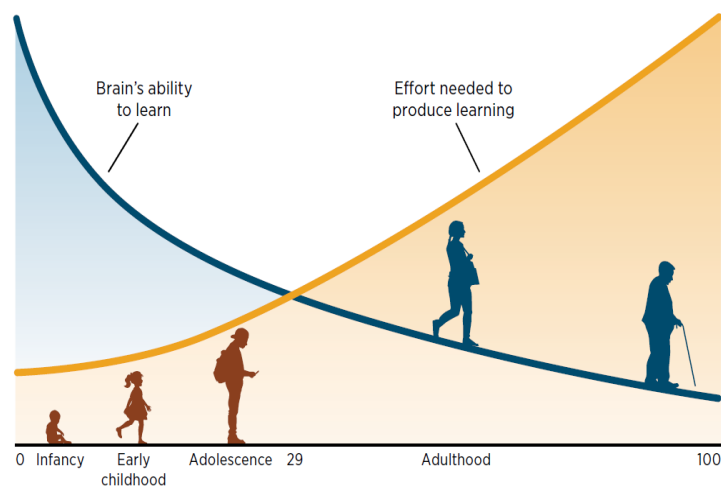 Brain's ability
to learn
Effort needed to
produce learning
0 Infancy Early Adolescence 29 Adulthood 100
childhood